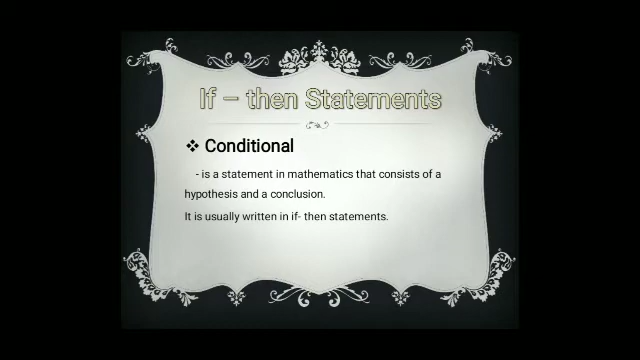 If – then Statements
❖ Conditional
- is a statement in mathematics that consists of a
hypothesis and a conclusion.
It is usually written in if- then statements.